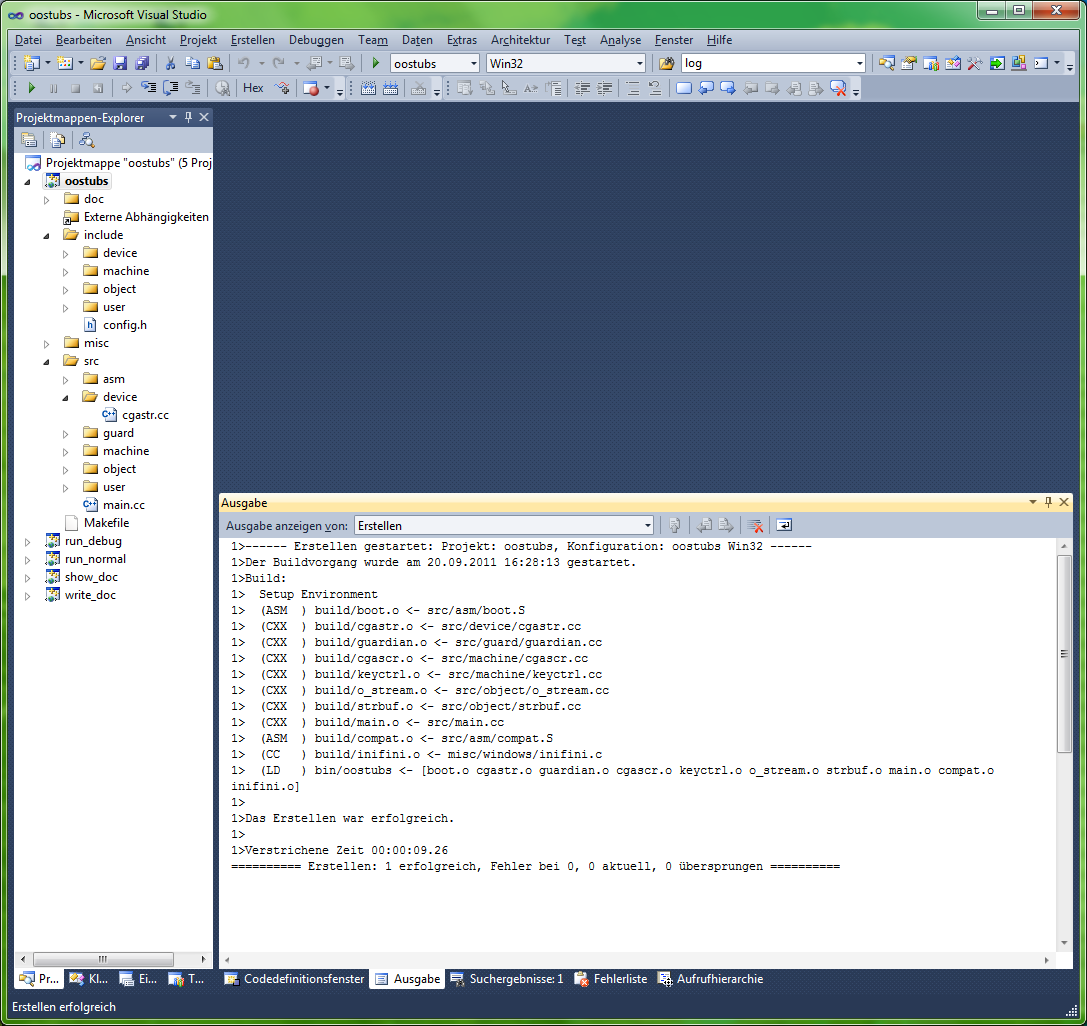 oostubs - Microsoft Visual Studio
Datei Bearbeiten Ansicht Projekt Erstellen Debuggen Team Daten Extras Architektur Test Analyse Fenster Hilfe
oostubs Win32 log
Hex
Projektmappen-Explorer
Projektmappe "oostubs" (5 Proj
oostubs
doc
Externe Abhängigkeiten
include
device
machine
object
user
config.h
misc
src
asm
device
cgastr.cc
guard
machine
object
user
main.cc
Makefile
run_debug
run_normal
show_doc
write_doc
Ausgabe
Ausgabe anzeigen von: Erstellen
1>------ Erstellen gestartet: Projekt: oostubs, Konfiguration: oostubs Win32 ------
1>Der Buildvorgang wurde am 20.09.2011 16:28:13 gestartet.
1>Build:
1>  Setup Environment
1>  (ASM  ) build/boot.o <- src/asm/boot.S
1>  (CXX  ) build/cgastr.o <- src/device/cgastr.cc
1>  (CXX  ) build/guardian.o <- src/guard/guardian.cc
1>  (CXX  ) build/cgascr.o <- src/machine/cgascr.cc
1>  (CXX  ) build/keyctrl.o <- src/machine/keyctrl.cc
1>  (CXX  ) build/o_stream.o <- src/object/o_stream.cc
1>  (CXX  ) build/strbuf.o <- src/object/strbuf.cc
1>  (CXX  ) build/main.o <- src/main.cc
1>  (ASM  ) build/compat.o <- src/asm/compat.S
1>  (CC   ) build/inifini.o <- misc/windows/inifini.c
1>  (LD   ) bin/oostubs <- [boot.o cgastr.o guardian.o cgascr.o keyctrl.o o_stream.o strbuf.o main.o compat.o
inifini.o]
1>
1>Das Erstellen war erfolgreich.
1>
1>Verstrichene Zeit 00:00:09.26
========== Erstellen: 1 erfolgreich, Fehler bei 0, 0 aktuell, 0 übersprungen ==========
Pr... Kl... Ei... T... Codedefinitionsfenster Ausgabe Suchergebnisse: 1 Fehlerliste Aufrufhierarchie
Erstellen erfolgreich